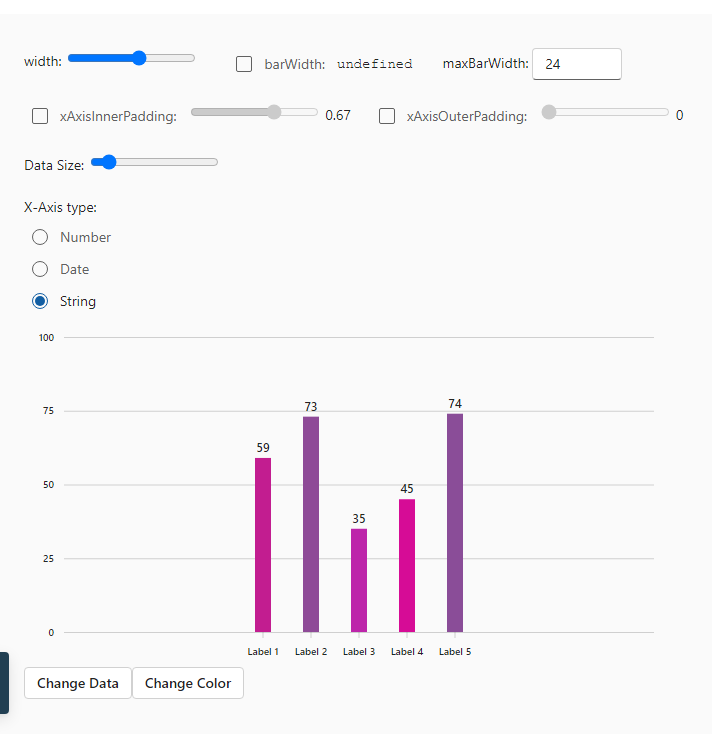 width: barWidth: undefined maxBarWidth: 24
xAxisInnerPadding: 0.67 xAxisOuterPadding: 0
Data Size:
X-Axis type:
Number
Date
String
100
75
50
25
0
59
73
35
45
74
Label 1 Label 2 Label 3 Label 4 Label 5
Change Data Change Color